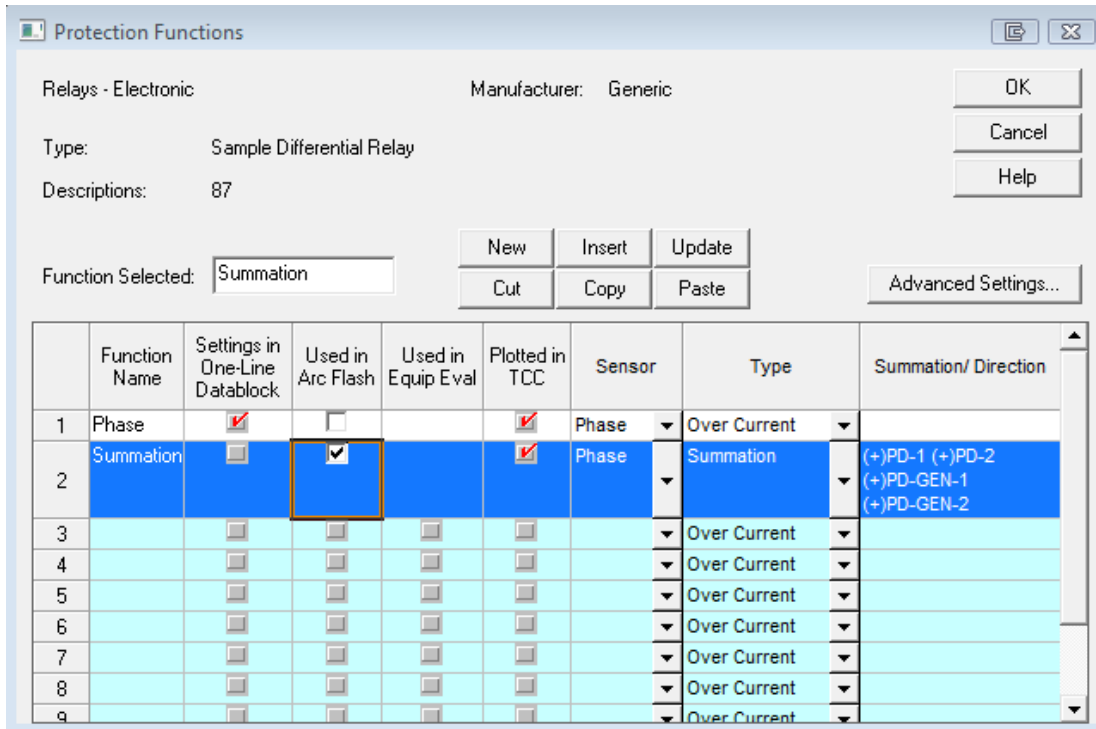 Protection Functions
Relays - Electronic Manufacturer: Generic OK
Type: Sample Differential Relay Cancel
Descriptions: 87 Help
New Insert Update
Function Selected: Summation Cut Copy Paste Advanced Settings...
Function Name Settings in One-Line Datablock Used in Arc Flash Used in Equip Eval Plotted in TCC Sensor Type Summation/ Direction
1 Phase Phase Over Current
2 Summation Phase Summation (+)PD-1 (+)PD-2
(+)PD-GEN-1
(+)PD-GEN-2
3 Over Current
4 Over Current
5 Over Current
6 Over Current
7 Over Current
8 Over Current
9 Over Current